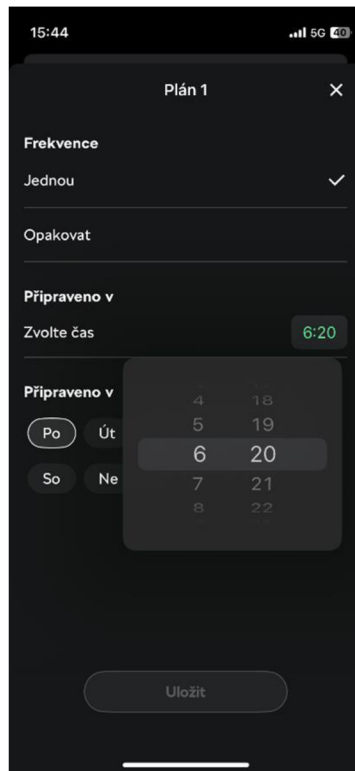 15:44 5G 40
Plán 1
Frekvence
Jednou
Opakovat
Připraveno v
Zvolte čas 6:20
Připraveno v
4 18
5 19
Po Út
6 20
So Ne
7 21
8 22
Uložit